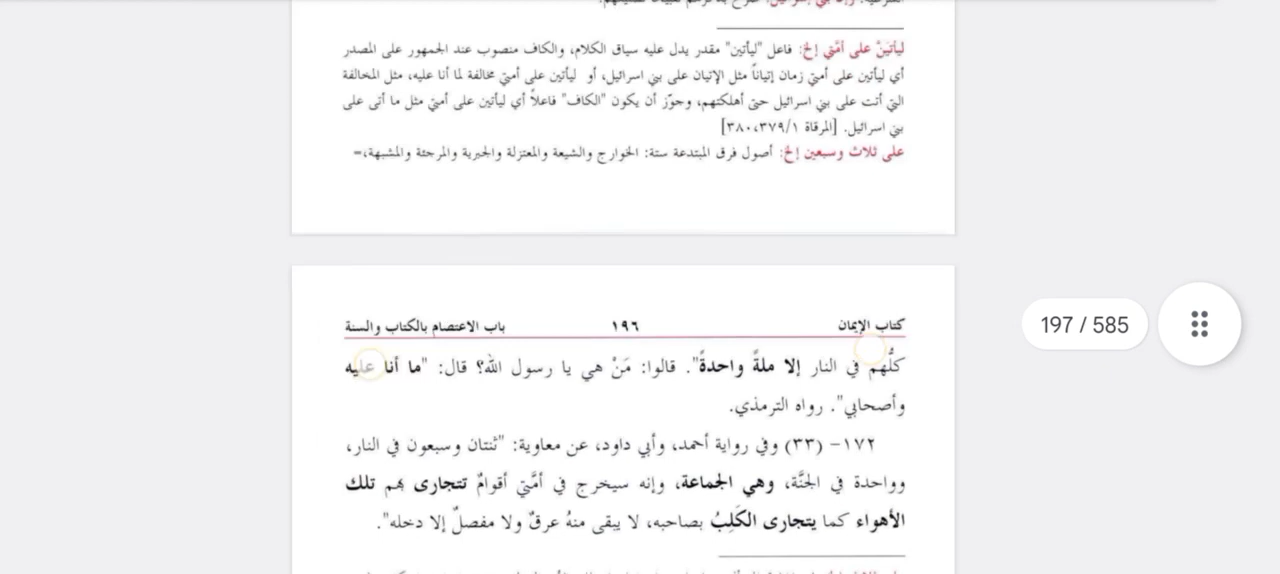 ليأتينَّ على أمَّتي إلخ: فاعل "ليأتين" مقدر يدل عليه سياق الكلام، والكاف منصوب عند الجمهور على المصدر
أي ليأتين على أمتي زمان إتياناً مثل الإتيان على بني اسرائيل، أو ليأتين على أمتي مخالفة لما أنا عليه، مثل المخالفة
التي أتت على بني اسرائيل حتى أهلكتهم، وجوّز أن يكون "الكاف" فاعلاً أي ليأتين على أمتي مثل ما أتى على
بني اسرائيل. [المرقاة ٣٧٩/١، ٣٨٠]
على ثلاث وسبعين إلخ: أصول فرق المبتدعة ستة: الخوارج والشيعة والمعتزلة والجبرية والمرجئة والمشبهة،=
كتاب الإيمان ١٩٦ باب الاعتصام بالكتاب والسنة
197 / 585
كلُّهم في النار إلا ملةً واحدةً". قالوا: مَنْ هي يا رسول الله؟ قال: "ما أنا عليه
وأصحابي". رواه الترمذي.
١٧٢- (٣٣) وفي رواية أحمد، وأبي داود، عن معاوية: "ثنتان وسبعون في النار،
وواحدة في الجنَّة، وهي الجماعة، وإنه سيخرج في أمَّتي أقوامٌ تتجارى بهم تلك
الأهواء كما يتجارى الكَلِبُ بصاحبه، لا يبقى منهُ عرقٌ ولا مفصلٌ إلا دخله".